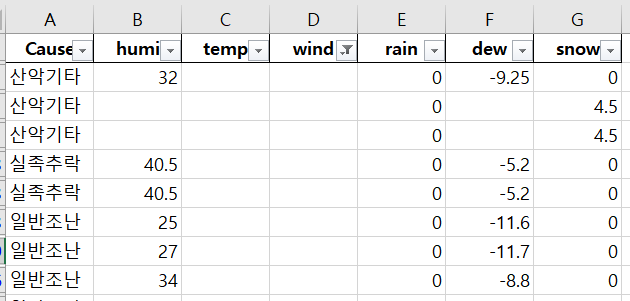 A B C D E F G
Cause humi temp wind rain dew snow
산악기타 32 0 -9.25 0
산악기타 0 4.5
산악기타 0 4.5
실족추락 40.5 0 -5.2 0
실족추락 40.5 0 -5.2 0
일반조난 25 0 -11.6 0
일반조난 27 0 -11.7 0
일반조난 34 0 -8.8 0